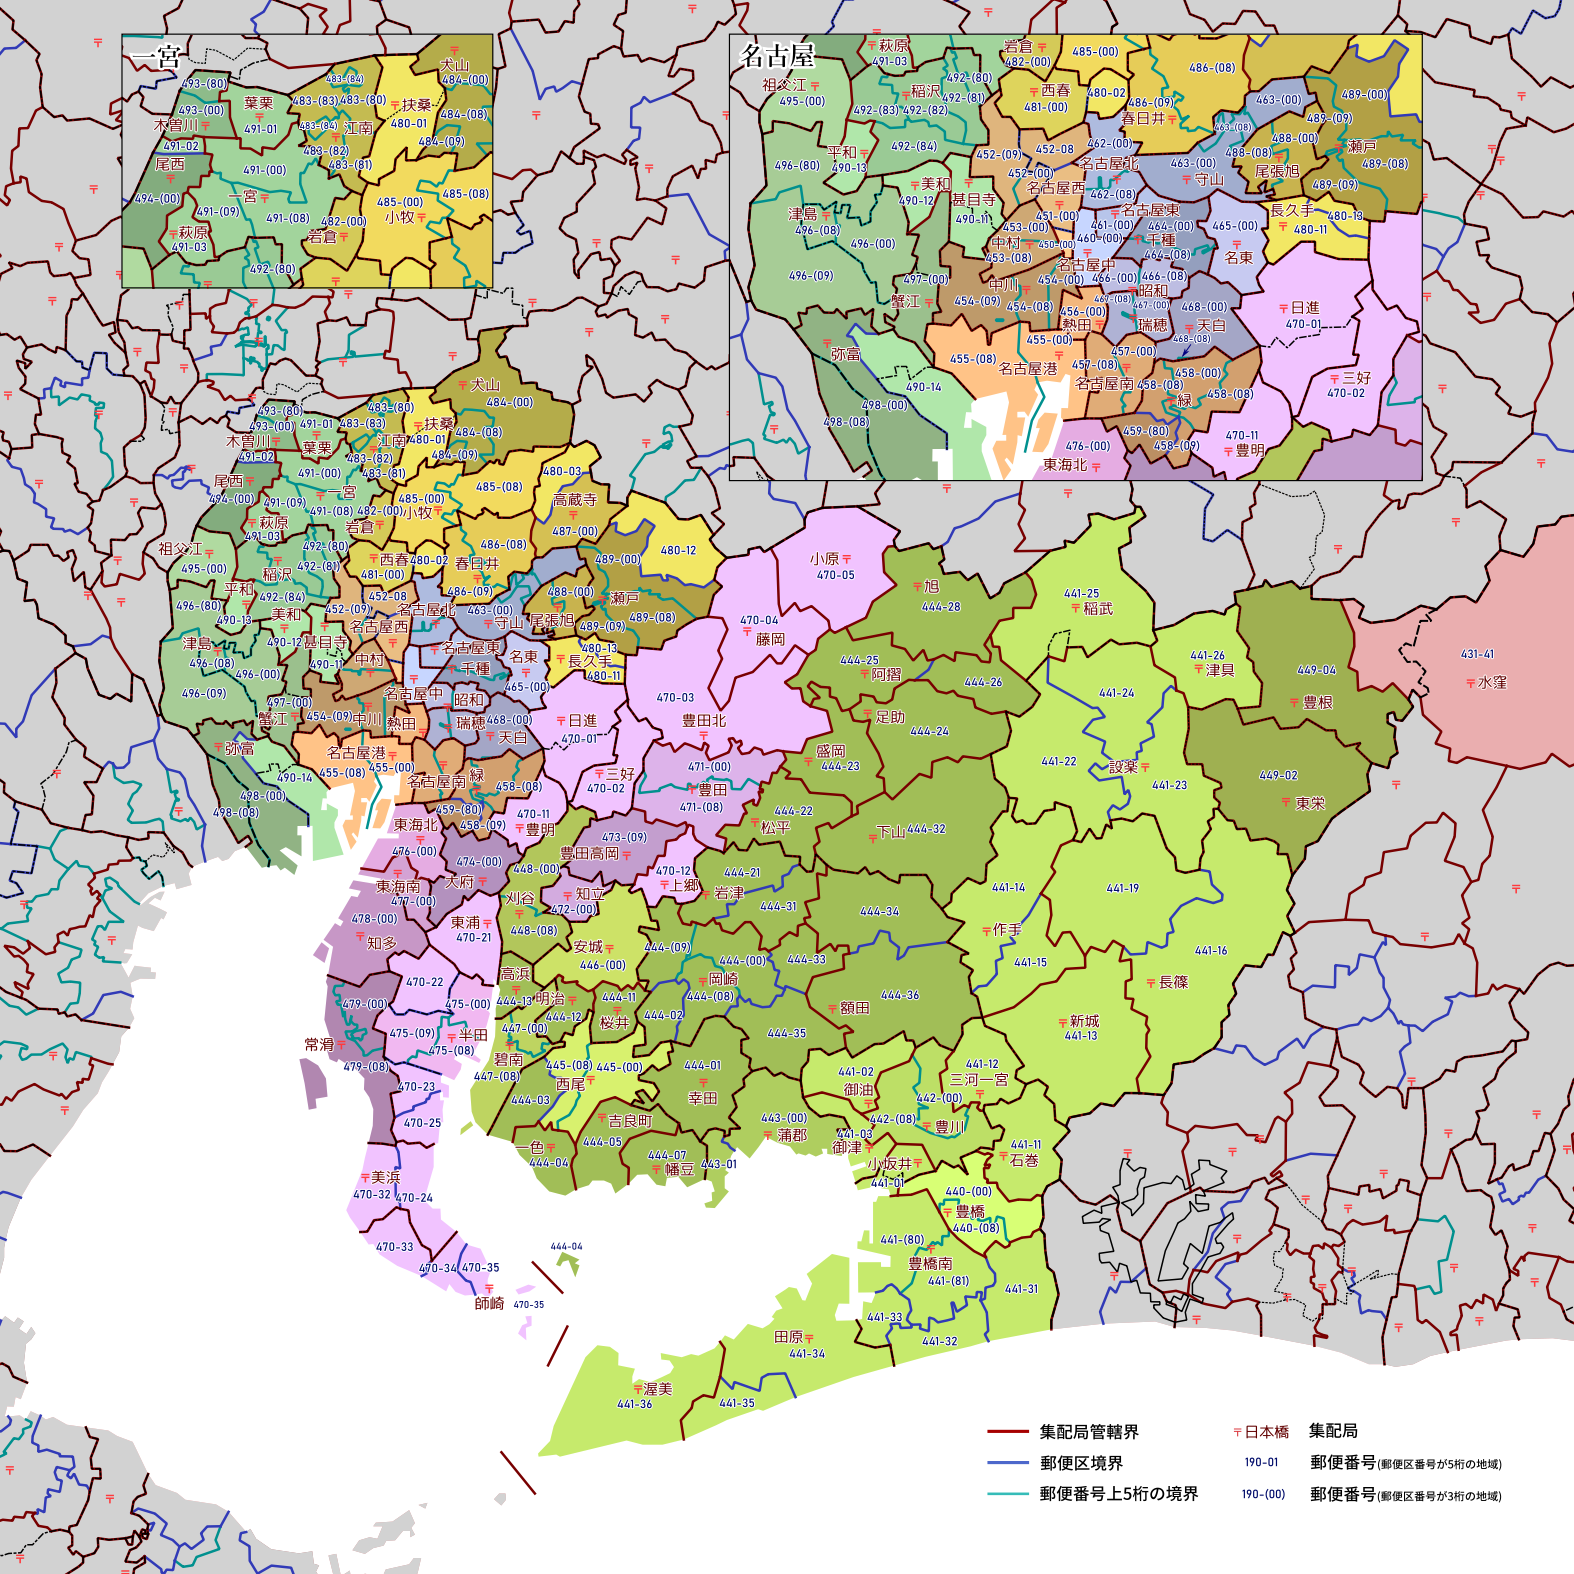 一宮
493-(80)
493-(00)
木曽川
491-02
尾西
494-(00)
葉栗
491-01
491-(00)
一宮
491-(09)
491-(08)
萩原
491-03
492-(80)
岩倉
482-(00)
483-(84)
483-(83)
483-(80)
483-(84)
江南
483-(82)
483-(81)
扶桑
480-01
犬山
484-(00)
484-(08)
484-(09)
485-(00)
小牧
485-(08)
名古屋
萩原
491-03
祖父江
495-(00)
492-(80)
稲沢
492-(81)
492-(83)
492-(82)
492-(84)
岩倉
482-(00)
485-(00)
西春
481-(00)
480-02
486-(08)
486-(09)
春日井
463-(00)
463-(08)
489-(00)
489-(09)
488-(00)
488-(08)
尾張旭
瀬戸
489-(08)
489-(09)
平和
490-13
496-(80)
美和
490-12
甚目寺
490-11
452-(09)
452-08
452-(00)
名古屋西
462-(00)
名古屋北
462-(08)
463-(00)
守山
津島
496-(08)
496-(00)
496-(09)
497-(00)
蟹江
451-(00)
453-(00)
中村
453-(08)
450-(00)
461-(00)
460-(00)
名古屋東
464-(00)
千種
464-(08)
名古屋中
465-(00)
名東
長久手
480-13
480-11
中川
454-(00)
454-(09)
454-(08)
466-(00)
466-(08)
昭和
467-(08)
467-(00)
瑞穂
456-(00)
熱田
468-(00)
天白
468-(08)
日進
470-01
三好
470-02
455-(00)
455-(08)
名古屋港
457-(00)
457-(08)
名古屋南
458-(00)
458-(08)
458-(08)
緑
459-(80)
458-(09)
470-11
豊明
弥富
490-14
498-(00)
498-(08)
476-(00)
東海北
犬山
484-(00)
484-(08)
484-(09)
493-(80)
493-(00)
木曽川
491-02
491-01
葉栗
483-(80)
483-(83)
江南
483-(82)
483-(81)
扶桑
480-01
尾西
494-(00)
491-(00)
一宮
491-(09)
491-(08)
萩原
491-03
482-(00)
岩倉
485-(00)
小牧
485-(08)
480-03
高蔵寺
487-(00)
祖父江
495-(00)
492-(80)
492-(81)
稲沢
492-(84)
西春
481-(00)
480-02
春日井
486-(08)
486-(09)
489-(00)
480-12
平和
490-13
496-(80)
美和
490-12
甚目寺
490-11
452-08
452-(09)
名古屋西
名古屋北
463-(00)
守山
488-(00)
尾張旭
489-(09)
瀬戸
489-(08)
津島
496-(08)
496-(00)
496-(09)
497-(00)
蟹江
中村
名古屋東
千種
名東
465-(00)
480-13
長久手
480-11
名古屋中
454-(09)
中川
熱田
昭和
瑞穂
468-(00)
天白
日進
470-01
弥富
490-14
498-(00)
498-(08)
名古屋港
455-(08)
455-(00)
名古屋南
緑
458-(08)
459-(80)
458-(09)
三好
470-02
470-11
豊明
小原
470-05
470-04
藤岡
470-03
豊田北
471-(00)
豊田
471-(08)
旭
444-28
444-25
阿摺
444-26
足助
444-24
盛岡
444-23
444-22
松平
下山
444-32
441-25
稲武
441-26
津具
449-04
豊根
431-41
水窪
441-24
441-22
設楽
441-23
449-02
東栄
東海北
476-(00)
東海南
477-(00)
474-(00)
大府
448-(00)
刈谷
448-(08)
473-(09)
豊田高岡
知立
472-(00)
470-12
上郷
444-21
岩津
444-31
444-34
441-14
441-19
作手
441-15
441-16
長篠
478-(00)
知多
東浦
470-21
安城
446-(00)
444-(09)
444-(00)
岡崎
444-(08)
444-33
444-36
額田
470-22
475-(00)
高浜
444-13
明治
444-12
444-11
桜井
444-02
444-35
479-(00)
常滑
479-(08)
475-(09)
半田
475-(08)
447-(00)
碧南
447-(08)
445-(08)
445-(00)
西尾
444-01
幸田
441-02
御油
441-12
三河一宮
新城
441-13
470-23
470-25
444-03
吉良町
444-05
一色
444-04
444-07
幡豆
443-01
443-(00)
蒲郡
442-(08)
442-(00)
豊川
441-03
御津
小坂井
441-01
441-11
石巻
美浜
470-32
470-24
470-33
470-34
470-35
師崎
470-35
444-04
440-(00)
豊橋
440-(08)
441-(80)
豊橋南
441-(81)
441-31
441-33
441-32
田原
441-34
渥美
441-36
441-35
集配局管轄界
〒日本橋
集配局
郵便区境界
190-01
郵便番号(郵便区番号が5桁の地域)
郵便番号上5桁の境界
190-(00)
郵便番号(郵便区番号が3桁の地域)